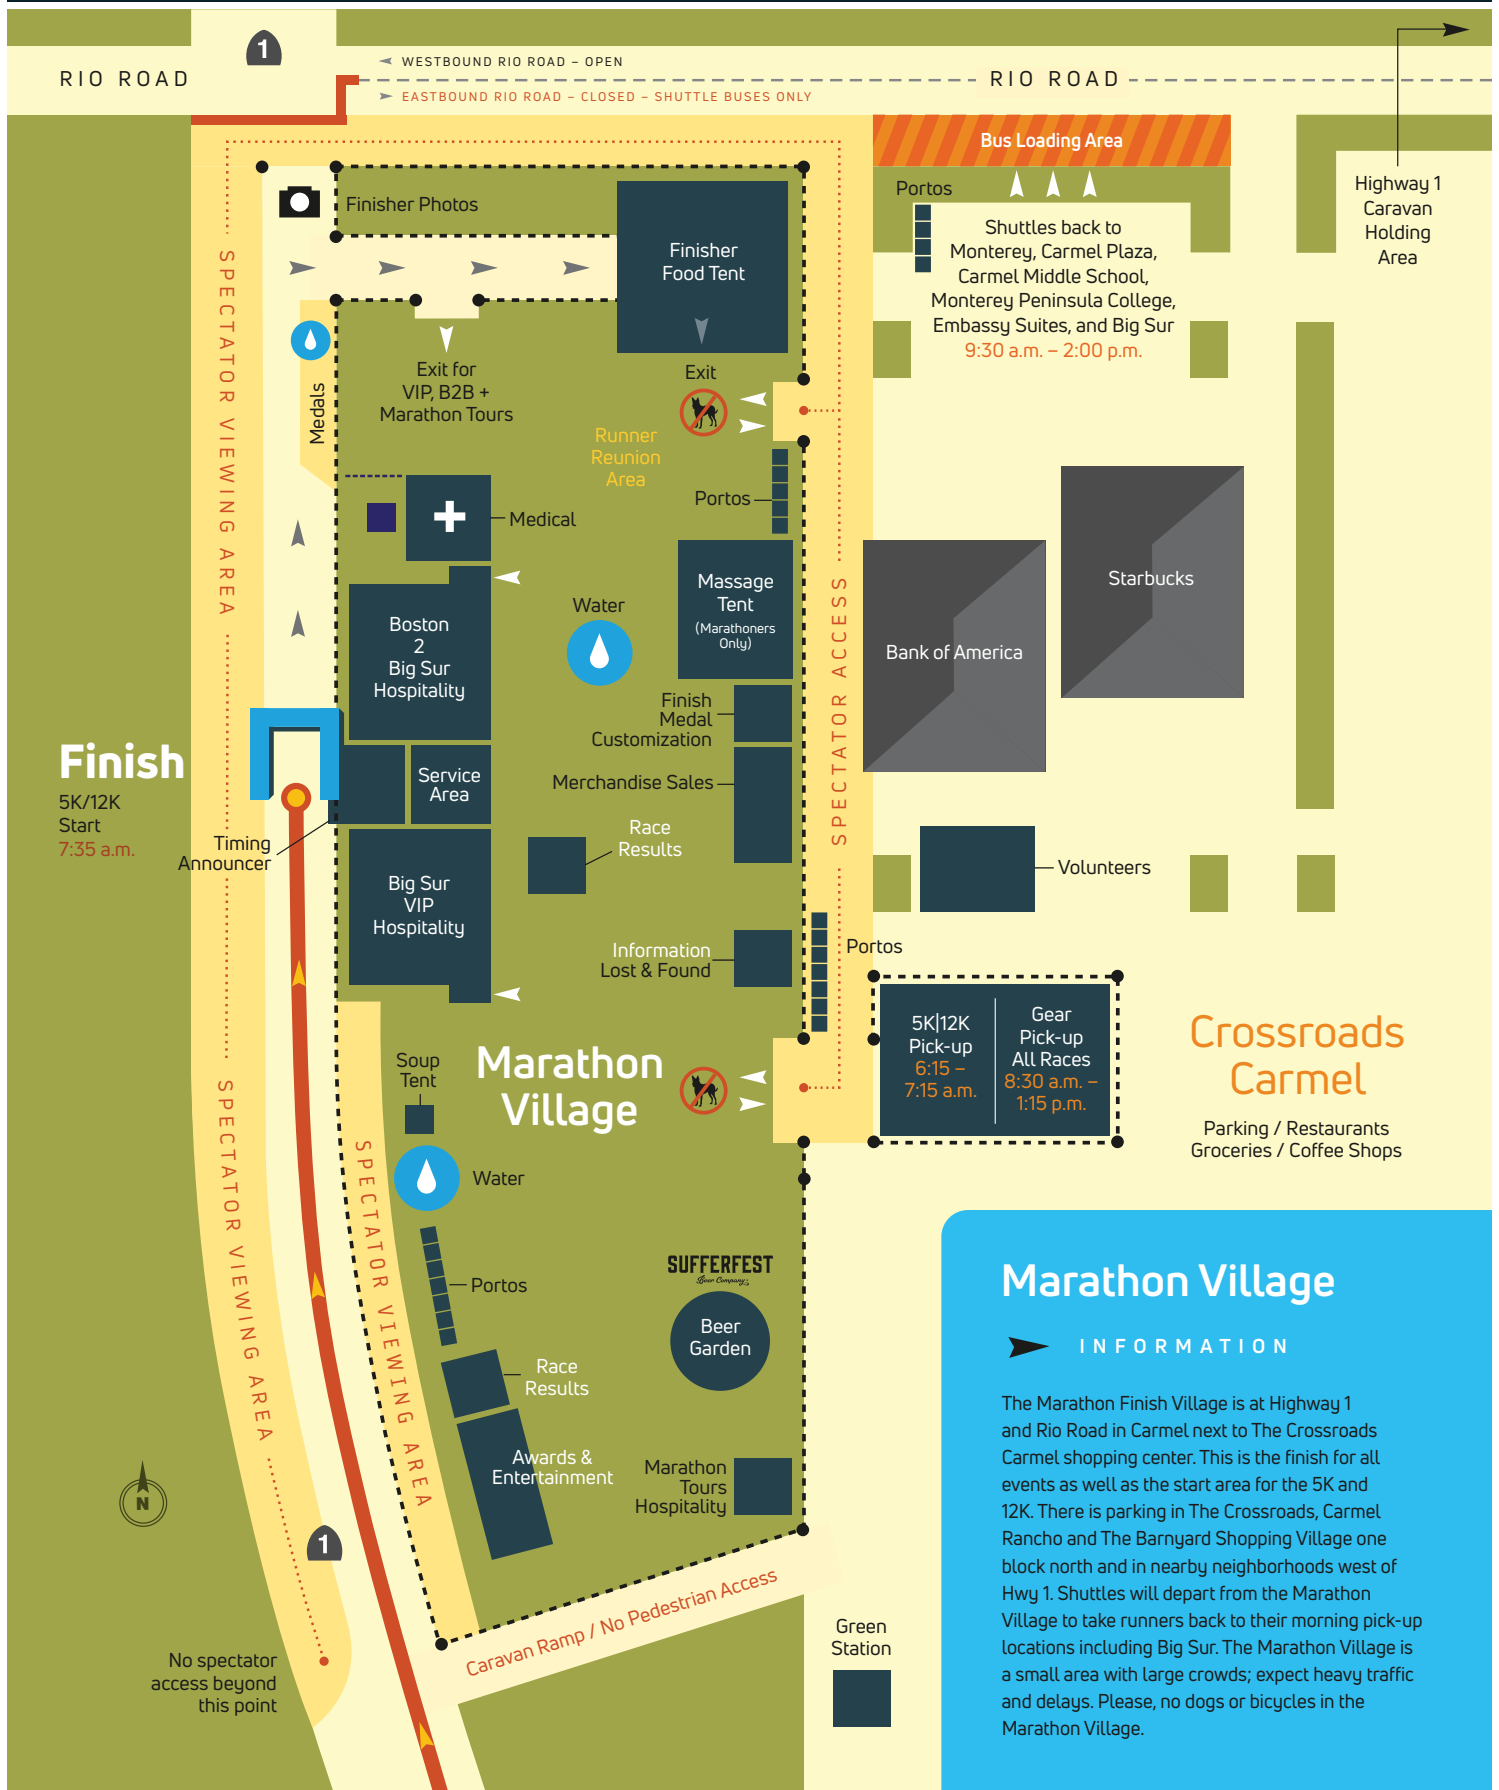 1
RIO ROAD
WESTBOUND RIO ROAD – OPEN
RIO ROAD
EASTBOUND RIO ROAD – CLOSED – SHUTTLE BUSES ONLY
Bus Loading Area
Portos
Shuttles back to
Monterey, Carmel Plaza,
Carmel Middle School,
Monterey Peninsula College,
Embassy Suites, and Big Sur
9:30 a.m. – 2:00 p.m.
Highway 1
Caravan
Holding
Area
Finisher Photos
Finisher
Food Tent
SPECTATOR VIEWING AREA
Medals
Exit for
VIP, B2B +
Marathon Tours
Exit
Runner
Reunion
Area
Portos
Medical
Massage
Tent
(Marathoners
Only)
Boston
2
Big Sur
Hospitality
Water
SPECTATOR ACCESS
Bank of America
Starbucks
Finish
Medal
Customization
Merchandise Sales
Finish
5K/12K
Start
7:35 a.m.
Service
Area
Timing
Announcer
Race
Results
Big Sur
VIP
Hospitality
Volunteers
Information
Lost & Found
Portos
5K|12K
Pick-up
6:15 –
7:15 a.m.
Gear
Pick-up
All Races
8:30 a.m. –
1:15 p.m.
Crossroads
Carmel
Parking / Restaurants
Groceries / Coffee Shops
Soup
Tent
Marathon
Village
Water
SPECTATOR VIEWING AREA
SPECTATOR VIEWING AREA
Portos
SUFFERFEST
Beer Company
Beer
Garden
Race
Results
Awards &
Entertainment
Marathon
Tours
Hospitality
N
1
Caravan Ramp / No Pedestrian Access
No spectator
access beyond
this point
Green
Station
Marathon Village
INFORMATION
The Marathon Finish Village is at Highway 1
and Rio Road in Carmel next to The Crossroads
Carmel shopping center. This is the finish for all
events as well as the start area for the 5K and
12K. There is parking in The Crossroads, Carmel
Rancho and The Barnyard Shopping Village one
block north and in nearby neighborhoods west of
Hwy 1. Shuttles will depart from the Marathon
Village to take runners back to their morning pick-up
locations including Big Sur. The Marathon Village is
a small area with large crowds; expect heavy traffic
and delays. Please, no dogs or bicycles in the
Marathon Village.